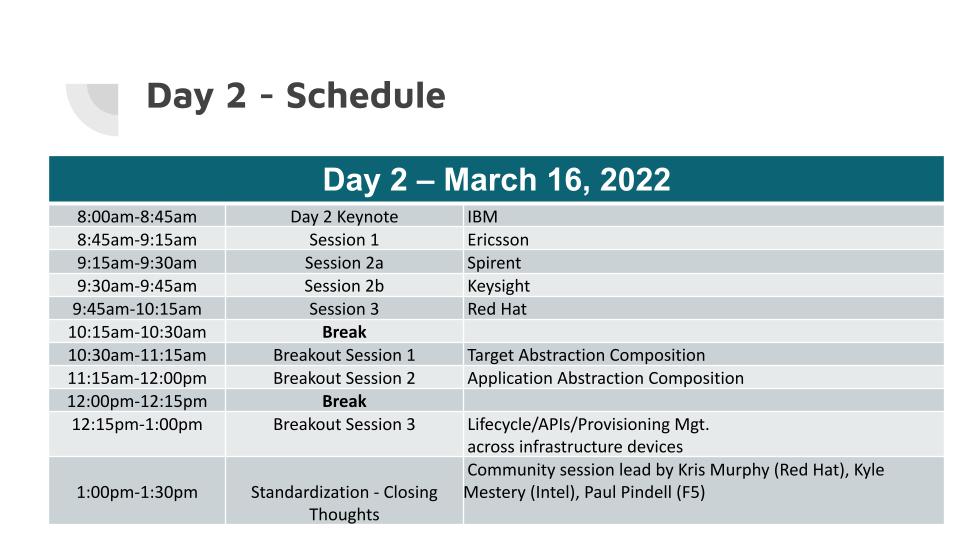 Day 2 - Schedule
Day 2 – March 16, 2022
8:00am-8:45am Day 2 Keynote IBM
8:45am-9:15am Session 1 Ericsson
9:15am-9:30am Session 2a Spirent
9:30am-9:45am Session 2b Keysight
9:45am-10:15am Session 3 Red Hat
10:15am-10:30am Break
10:30am-11:15am Breakout Session 1 Target Abstraction Composition
11:15am-12:00pm Breakout Session 2 Application Abstraction Composition
12:00pm-12:15pm Break
12:15pm-1:00pm Breakout Session 3 Lifecycle/APIs/Provisioning Mgt.
across infrastructure devices
Community session lead by Kris Murphy (Red Hat), Kyle
1:00pm-1:30pm Standardization - Closing Mestery (Intel), Paul Pindell (F5)
Thoughts